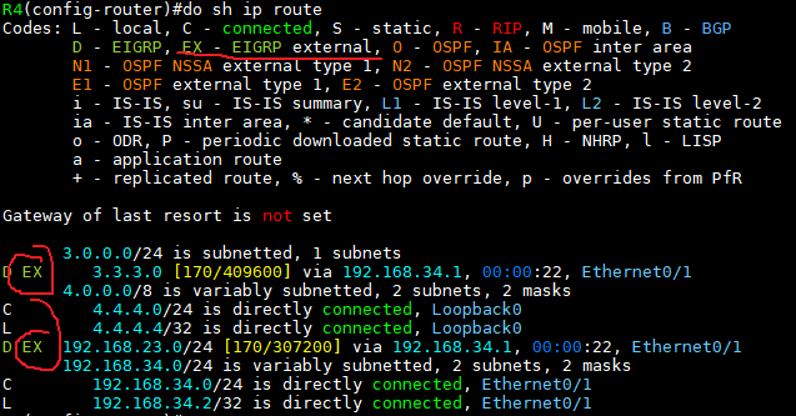 R4(config-router)#do sh ip route
Codes: L - local, C - connected, S - static, R - RIP, M - mobile, B - BGP
D - EIGRP, EX - EIGRP external, O - OSPF, IA - OSPF inter area
N1 - OSPF NSSA external type 1, N2 - OSPF NSSA external type 2
E1 - OSPF external type 1, E2 - OSPF external type 2
i - IS-IS, su - IS-IS summary, L1 - IS-IS level-1, L2 - IS-IS level-2
ia - IS-IS inter area, * - candidate default, U - per-user static route
o - ODR, P - periodic downloaded static route, H - NHRP, l - LISP
a - application route
+ - replicated route, % - next hop override, p - overrides from PfR
Gateway of last resort is not set
3.0.0.0/24 is subnetted, 1 subnets
D EX 3.3.3.0 [170/409600] via 192.168.34.1, 00:00:22, Ethernet0/1
4.0.0.0/8 is variably subnetted, 2 subnets, 2 masks
C 4.4.4.0/24 is directly connected, Loopback0
L 4.4.4.4/32 is directly connected, Loopback0
D EX 192.168.23.0/24 [170/307200] via 192.168.34.1, 00:00:22, Ethernet0/1
192.168.34.0/24 is variably subnetted, 2 subnets, 2 masks
C 192.168.34.0/24 is directly connected, Ethernet0/1
L 192.168.34.2/32 is directly connected, Ethernet0/1